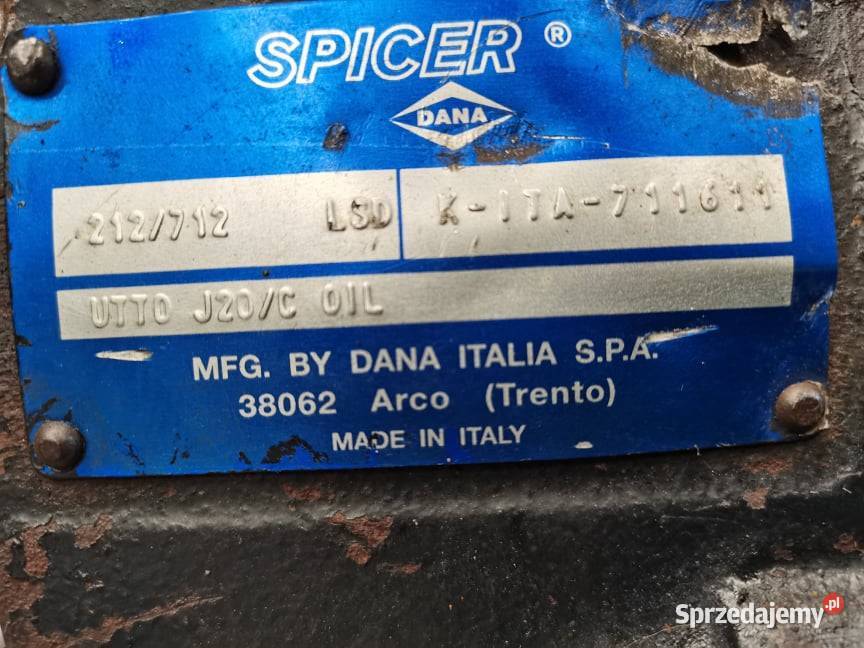 SPICER ®
DANA
212/712 LSD K-ITA-711611
UTTO J20/C OIL
MFG. BY DANA ITALIA S.P.A.
38062 Arco (Trento)
MADE IN ITALY
Sprzedajemy.pl